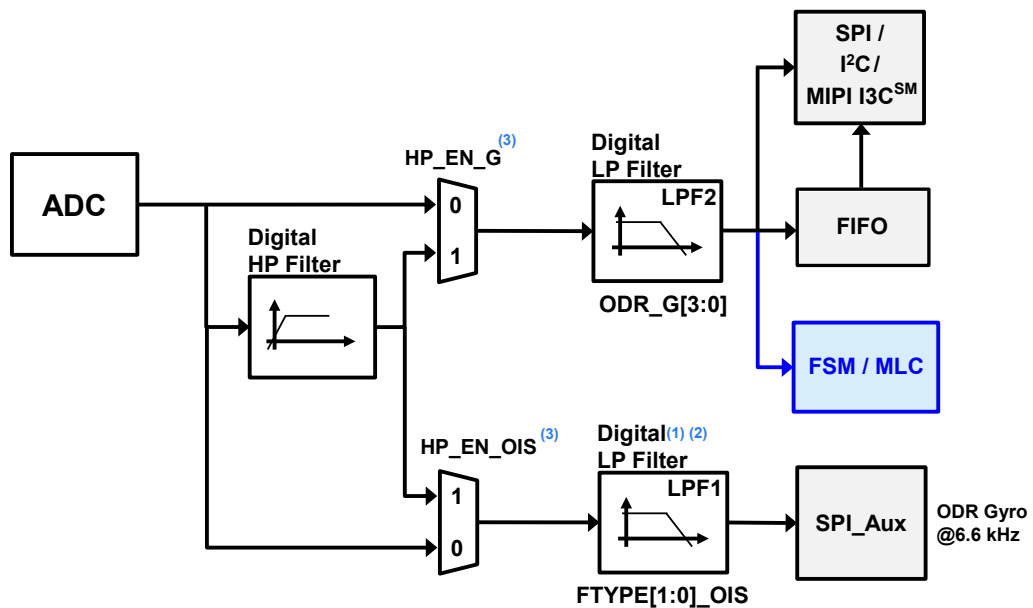 SPI /
I²C /
MIPI I3C℠
Digital
LP Filter
HP_EN_G(3)
LPF2
ADC
0
1
FIFO
Digital
HP Filter
ODR_G[3:0]
FSM / MLC
HP_EN_OIS(3)
Digital(1) (2)
LP Filter
LPF1
1
0
SPI_Aux
ODR Gyro
@6.6 kHz
FTYPE[1:0]_OIS